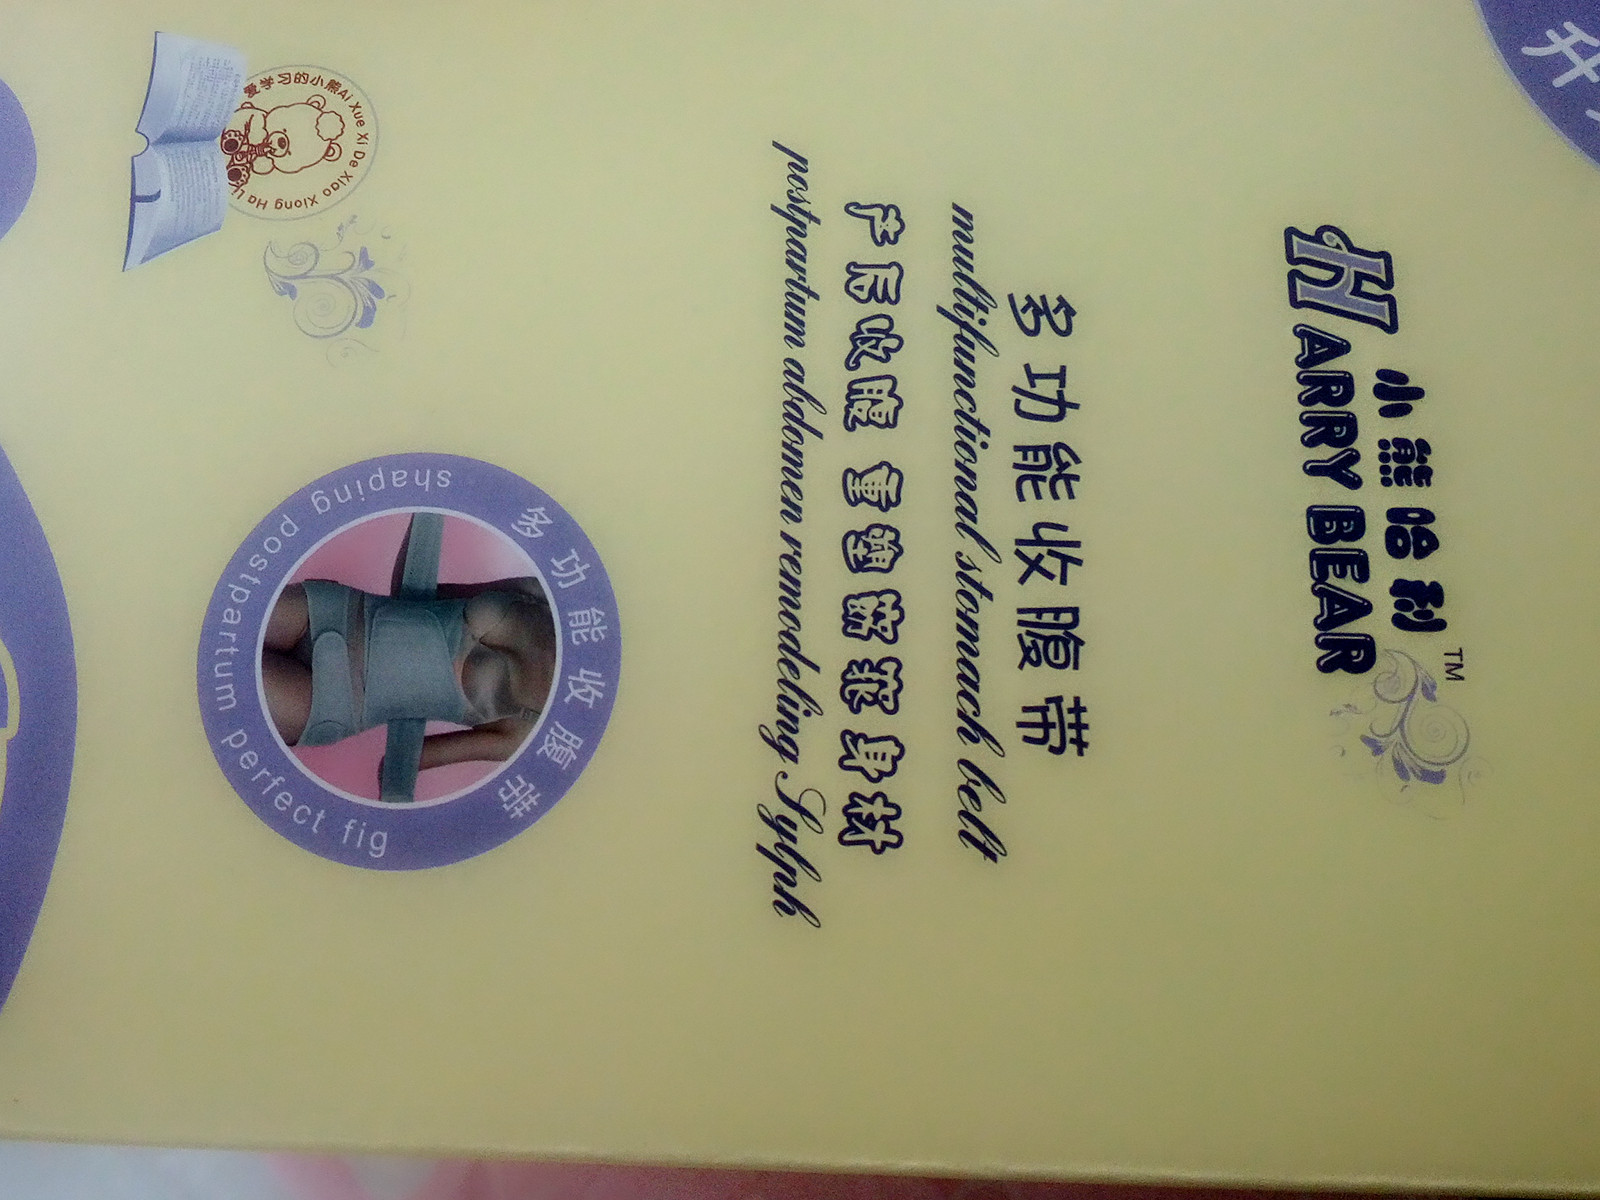 小熊哈利 TM
HARRY BEAR
多功能收腹带
multifunctional stomach belt
产后收腹 重塑窈窕身材
postpartum abdomen remodeling Sylph
多功能收腹带
shaping postpartum perfect fig
爱学习的小熊Ai Xue Xi De Xiao Xiong Ha Li
升